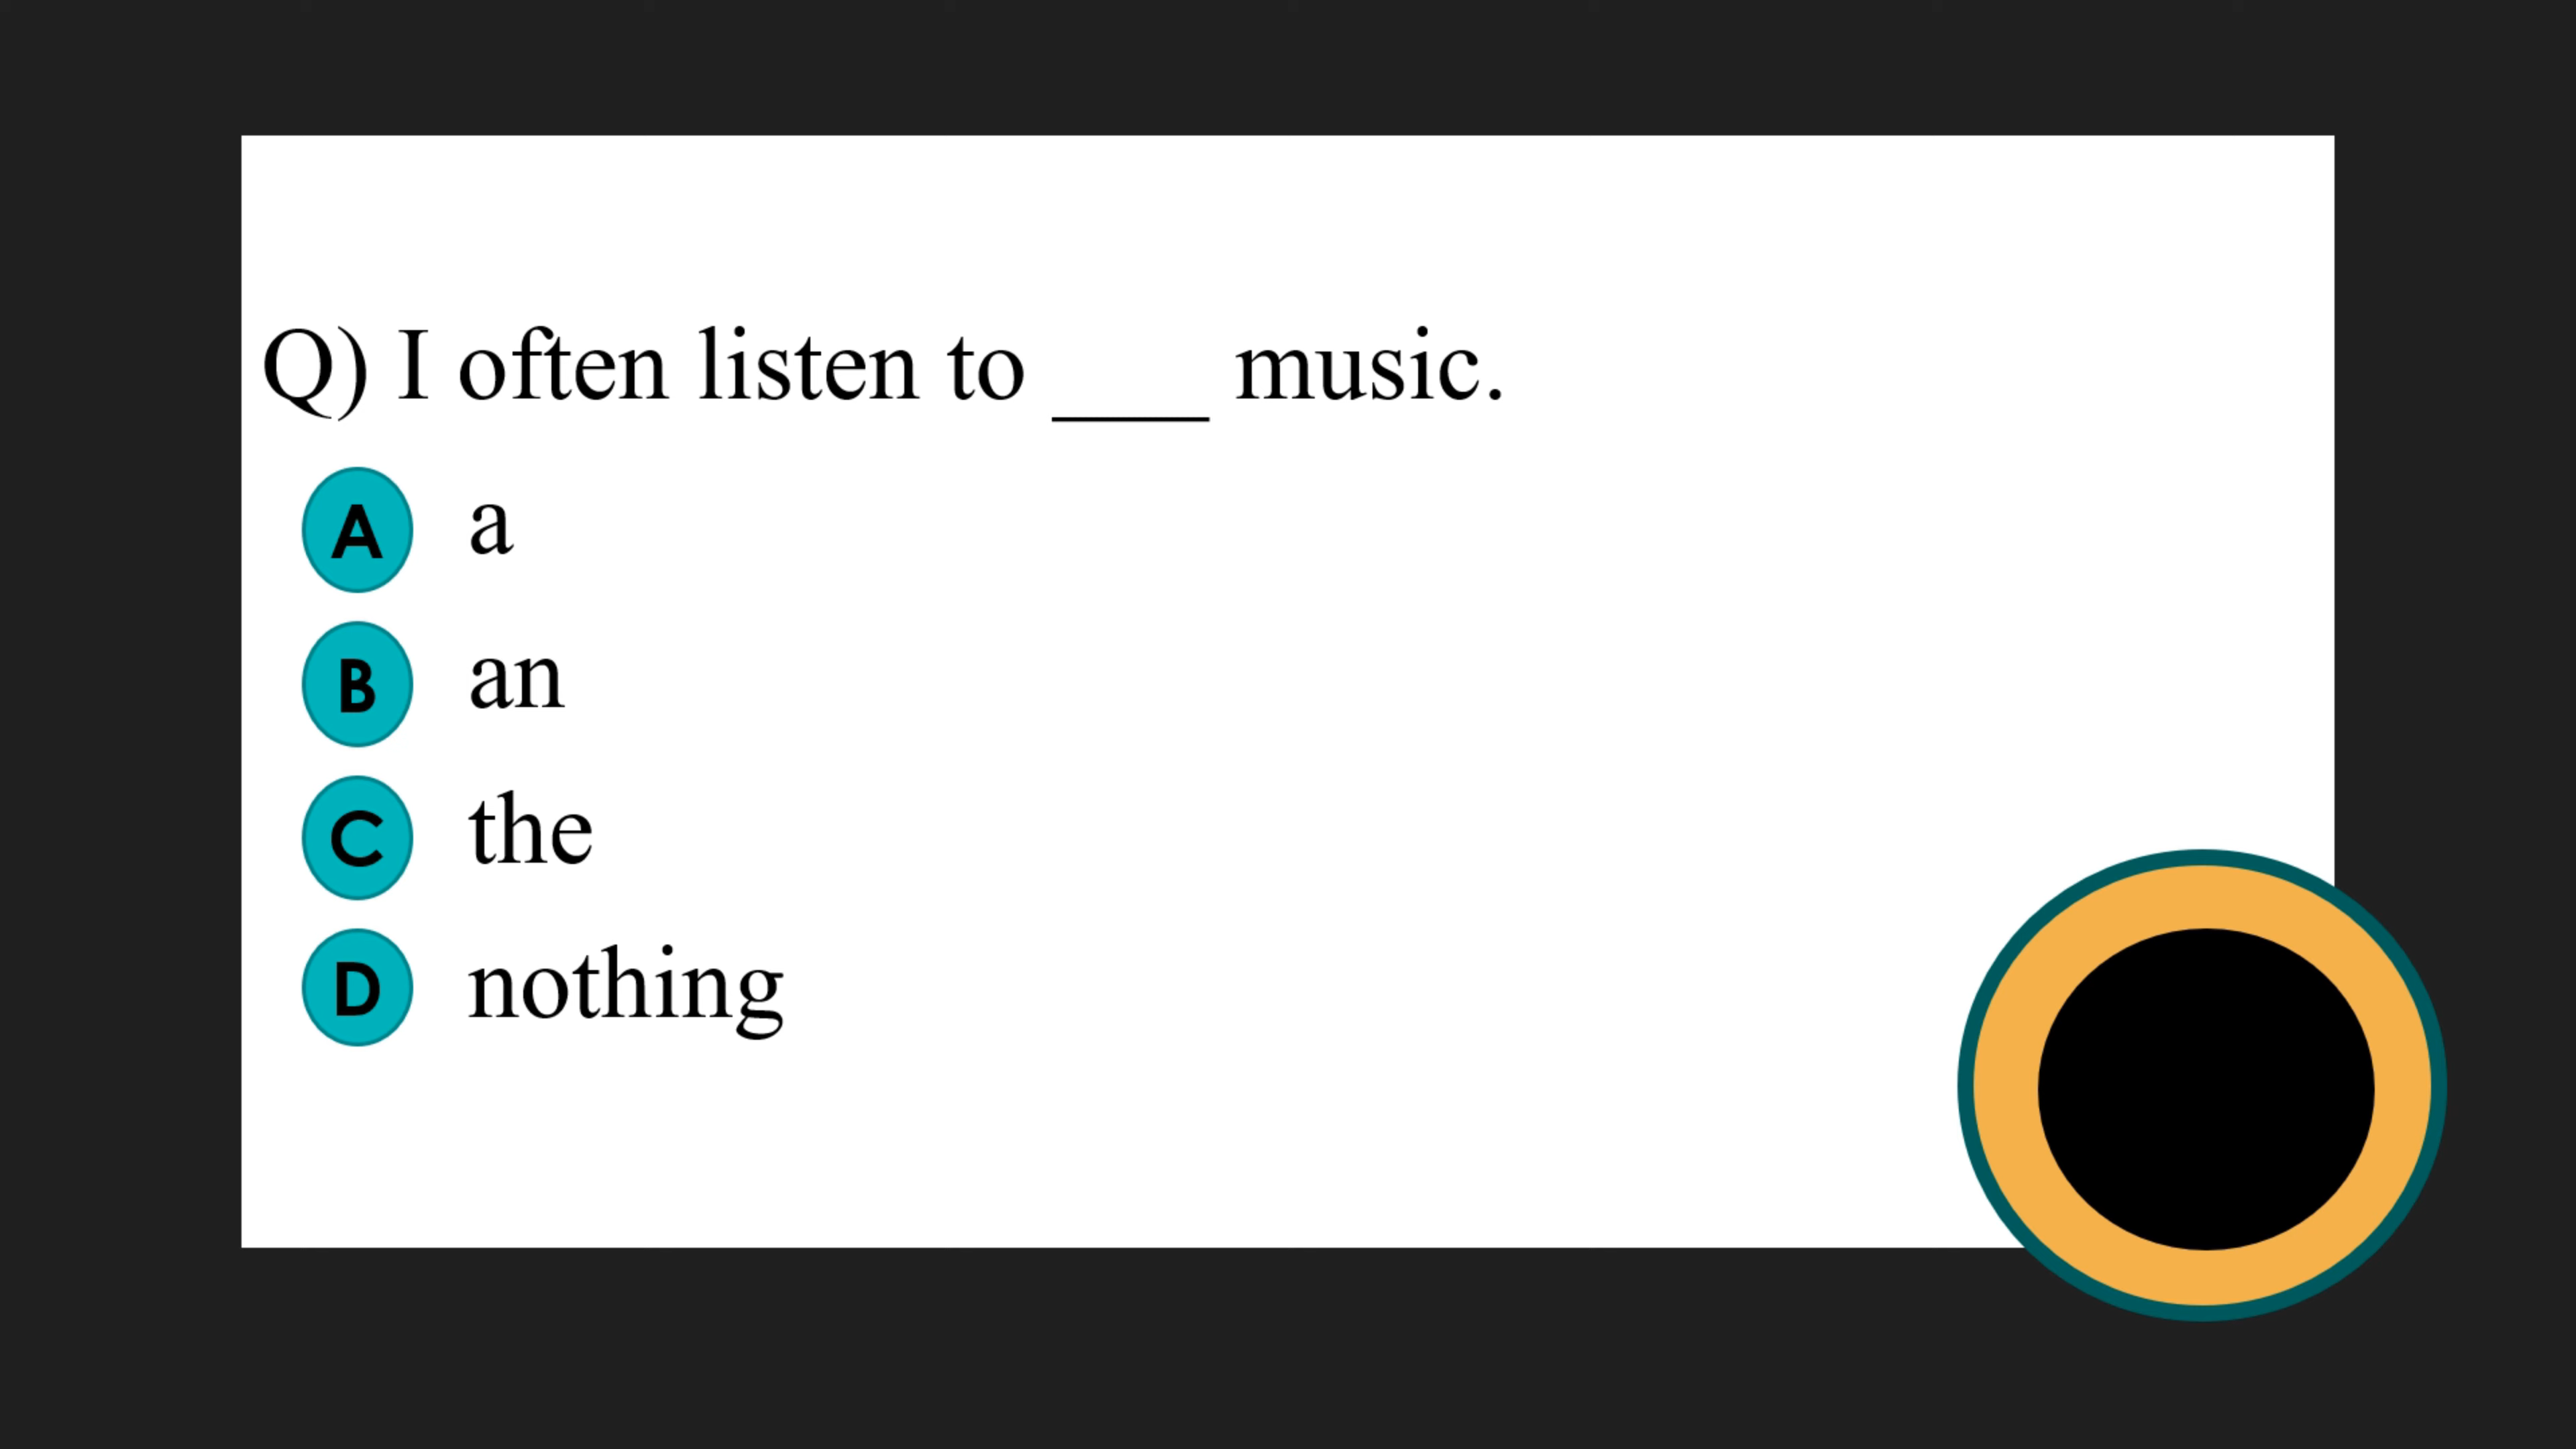 Q) I often listen to ___ music.
A a
B an
C the
D nothing